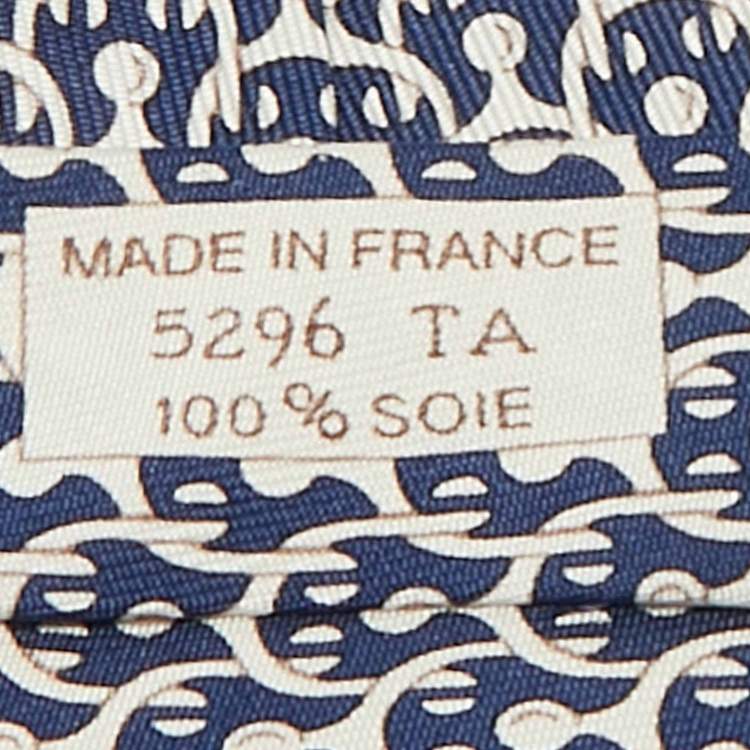 MADE IN FRANCE
5296 TA
100% SOIE